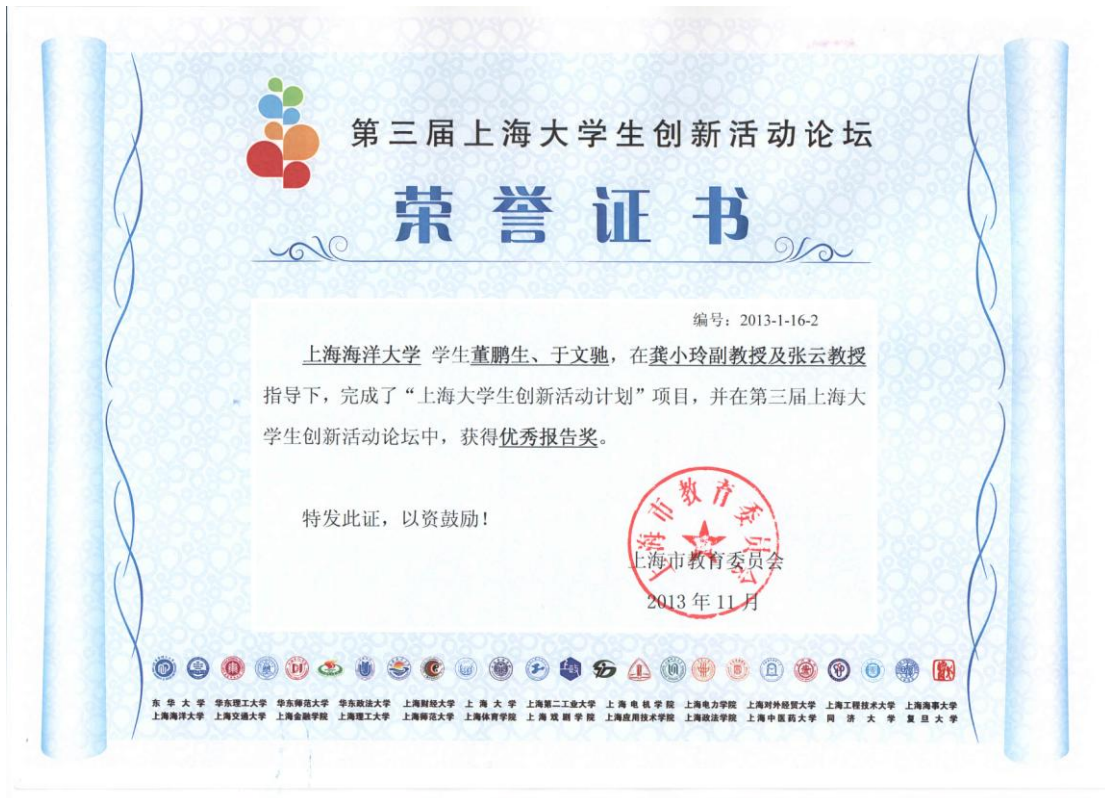 第三届上海大学生创新活动论坛
荣誉证书
编号：2013-1-16-2
上海海洋大学 学生董鹏生、于文驰，在龚小玲副教授及张云教授
指导下，完成了“上海大学生创新活动计划”项目，并在第三届上海大
学生创新活动论坛中，获得优秀报告奖。
特发此证，以资鼓励！
上海市教育委员会
上海市教育委员会
2013 年 11 月
东华大学 华东理工大学 华东师范大学 华东政法大学 上海财经大学 上海大学 上海第二工业大学 上海电机学院 上海电力学院 上海对外经贸大学 上海工程技术大学 上海海事大学
上海海洋大学 上海交通大学 上海金融学院 上海理工大学 上海师范大学 上海体育学院 上海戏剧学院 上海应用技术学院 上海政法学院 上海中医药大学 同济大学 复旦大学